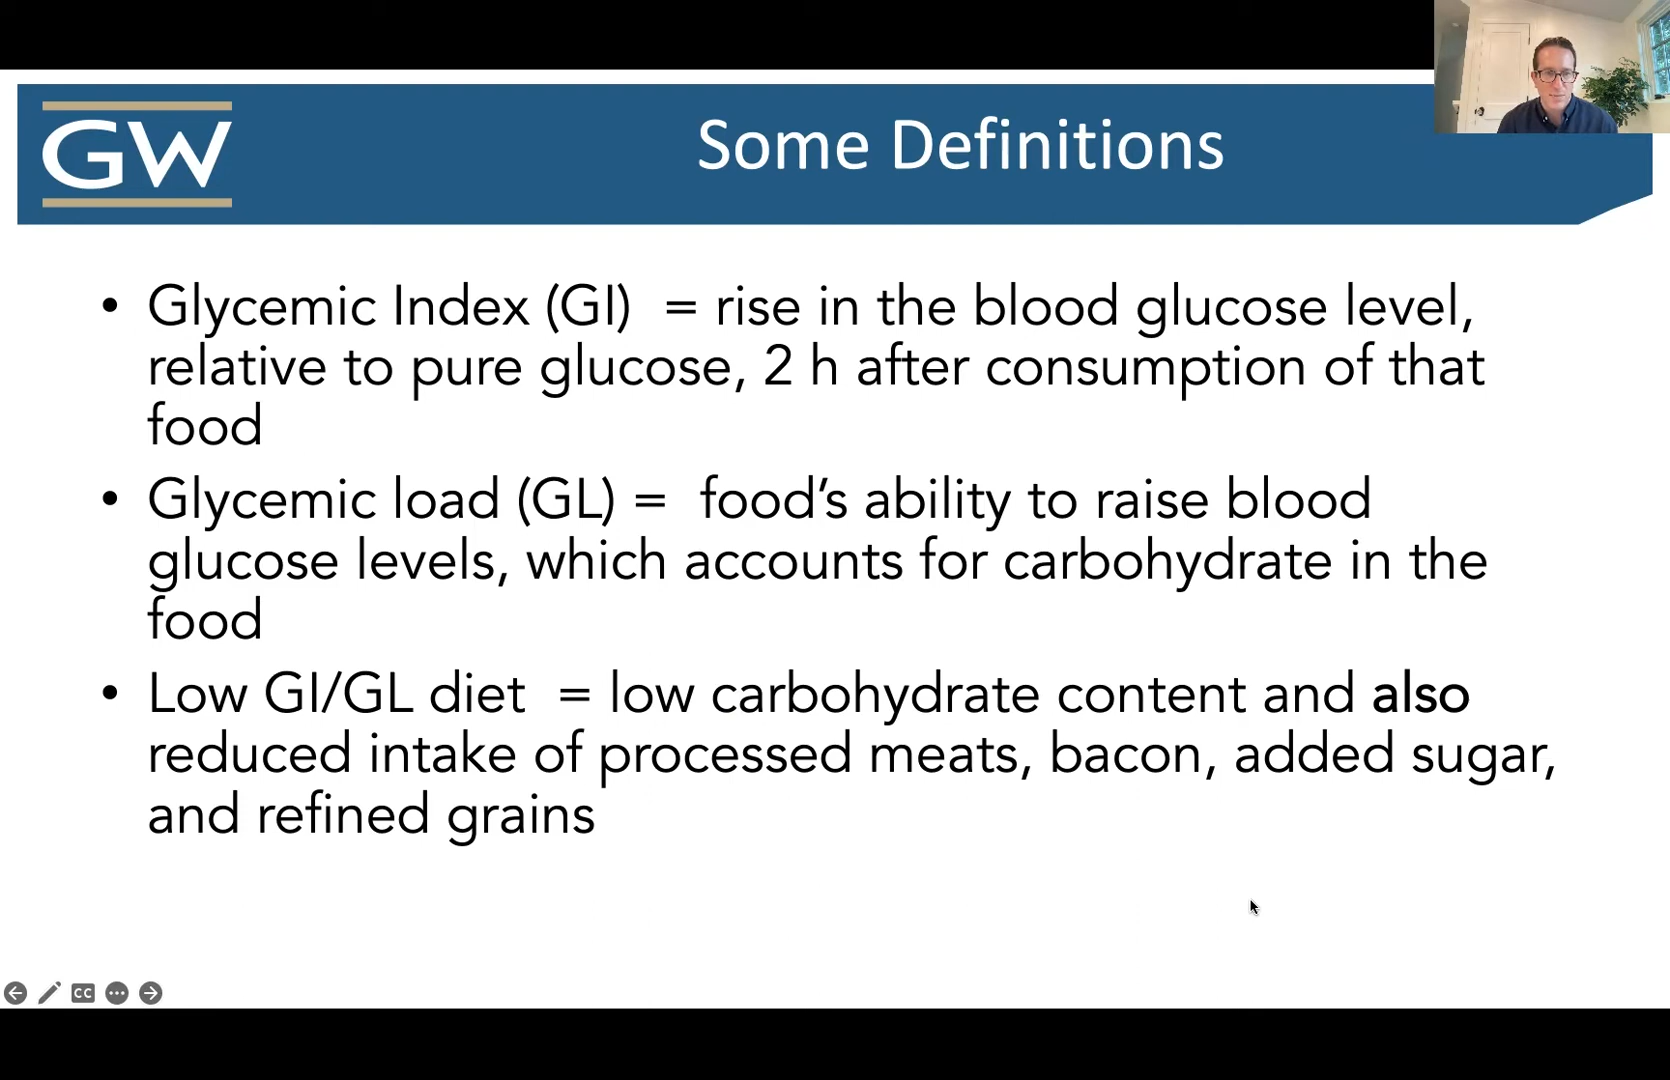 GW
Some Definitions
• Glycemic Index (GI) = rise in the blood glucose level,
relative to pure glucose, 2 h after consumption of that
food
• Glycemic load (GL) = food’s ability to raise blood
glucose levels, which accounts for carbohydrate in the
food
• Low GI/GL diet = low carbohydrate content and also
reduced intake of processed meats, bacon, added sugar,
and refined grains
CC